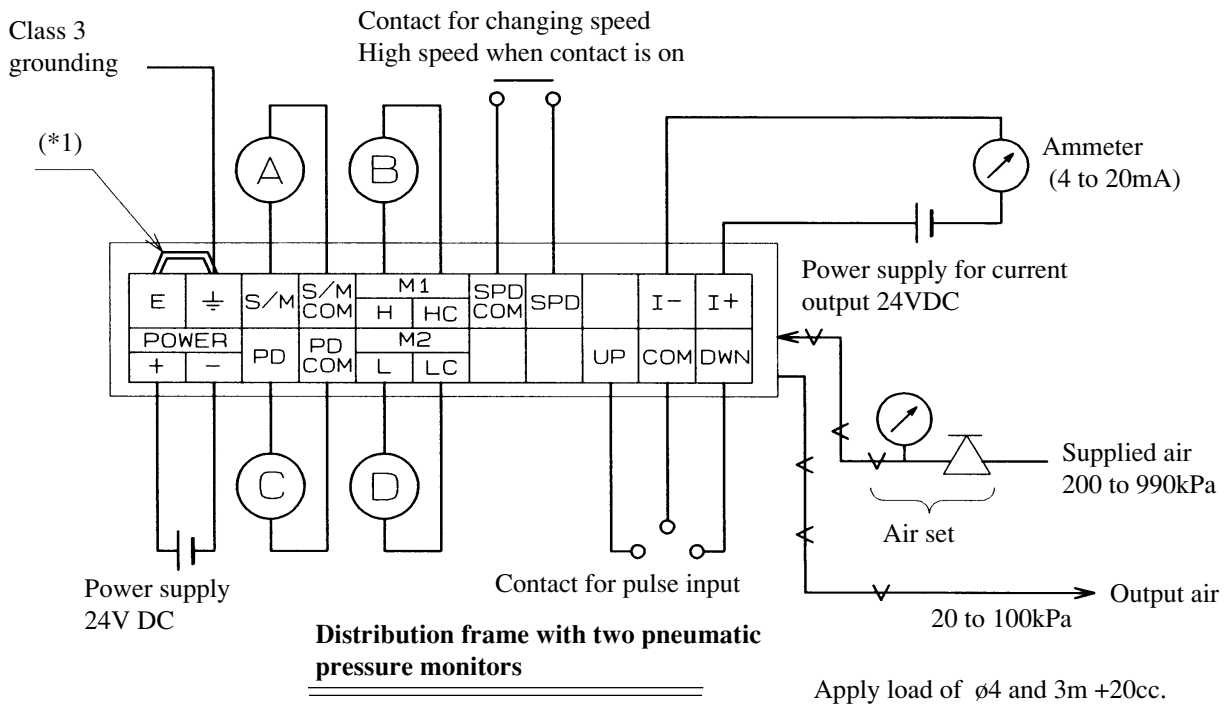 Contact for changing speed
High speed when contact is on
Class 3
grounding
(*1)
A
B
Ammeter
(4 to 20mA)
Power supply for current
output 24VDC
E
S/M
S/M
COM
M1
H
HC
SPD
COM
SPD
I-
I+
POWER
+
-
PD
PD
COM
M2
L
LC
UP
COM
DWN
C
D
Supplied air
200 to 990kPa
Air set
Power supply
24V DC
Contact for pulse input
Output air
20 to 100kPa
Distribution frame with two pneumatic
pressure monitors
Apply load of ø4 and 3m +20cc.